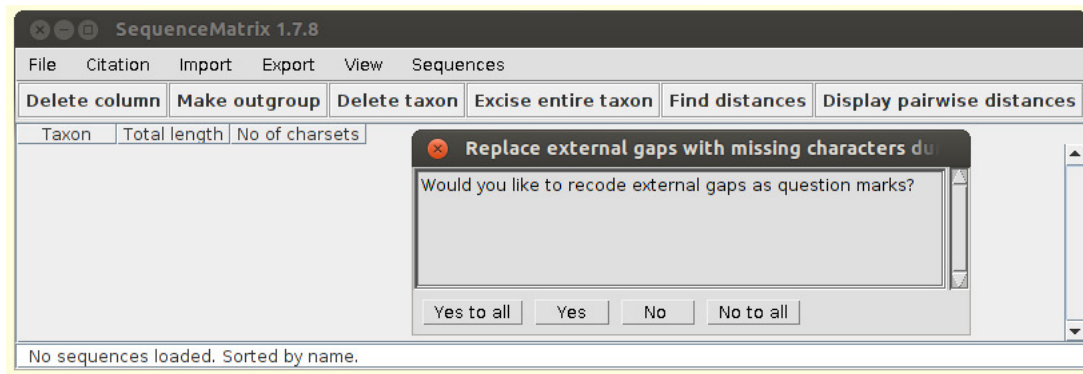 SequenceMatrix 1.7.8
File Citation Import Export View Sequences
Delete column Make outgroup Delete taxon Excise entire taxon Find distances Display pairwise distances
Taxon Total length No of charsets
Replace external gaps with missing characters
Would you like to recode external gaps as question marks?
Yes to all Yes No No to all
No sequences loaded. Sorted by name.